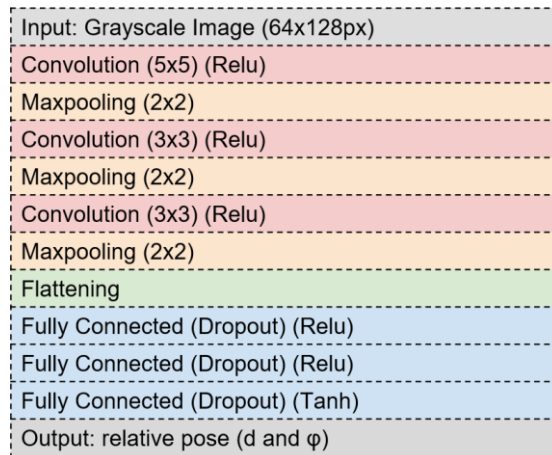 Input: Grayscale Image (64x128px)
Convolution (5x5) (Relu)
Maxpooling (2x2)
Convolution (3x3) (Relu)
Maxpooling (2x2)
Convolution (3x3) (Relu)
Maxpooling (2x2)
Flattening
Fully Connected (Dropout) (Relu)
Fully Connected (Dropout) (Relu)
Fully Connected (Dropout) (Tanh)
Output: relative pose (d and φ)